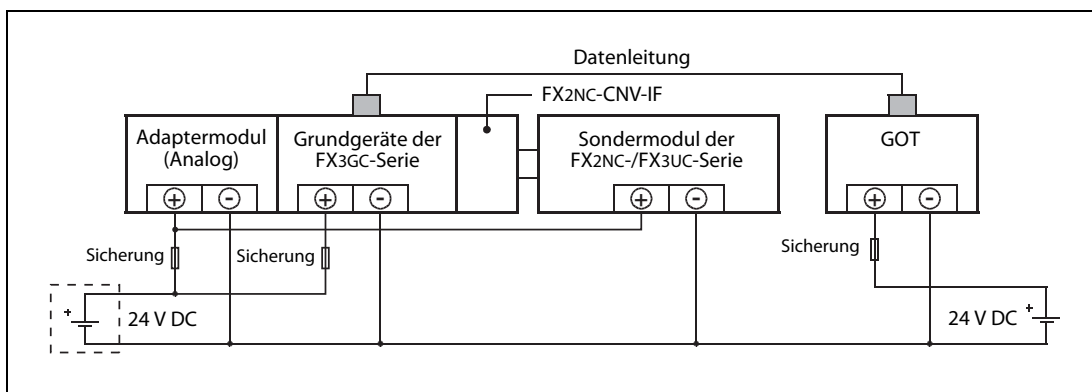 Datenleitung
FX2NC-CNV-IF
Adaptermodul
(Analog)
Grundgeräte der
FX3GC-Serie
Sondermodul der
FX2NC-/FX3UC-Serie
GOT
+ - + - + - + -
Sicherung
Sicherung
Sicherung
+ 24 V DC
24 V DC +